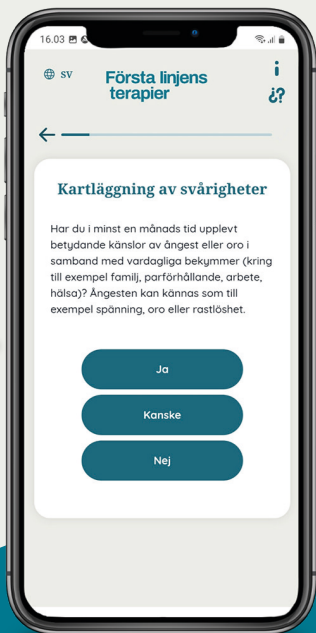 16.03
SV
Första linjens
terapier
i
¿?
Kartläggning av svårigheter
Har du i minst en månads tid upplevt
betydande känslor av ångest eller oro i
samband med vardagliga bekymmer (kring
till exempel familj, parförhållande, arbete,
hälsa)? Ångesten kan kännas som till
exempel spänning, oro eller rastlöshet.
Ja
Kanske
Nej